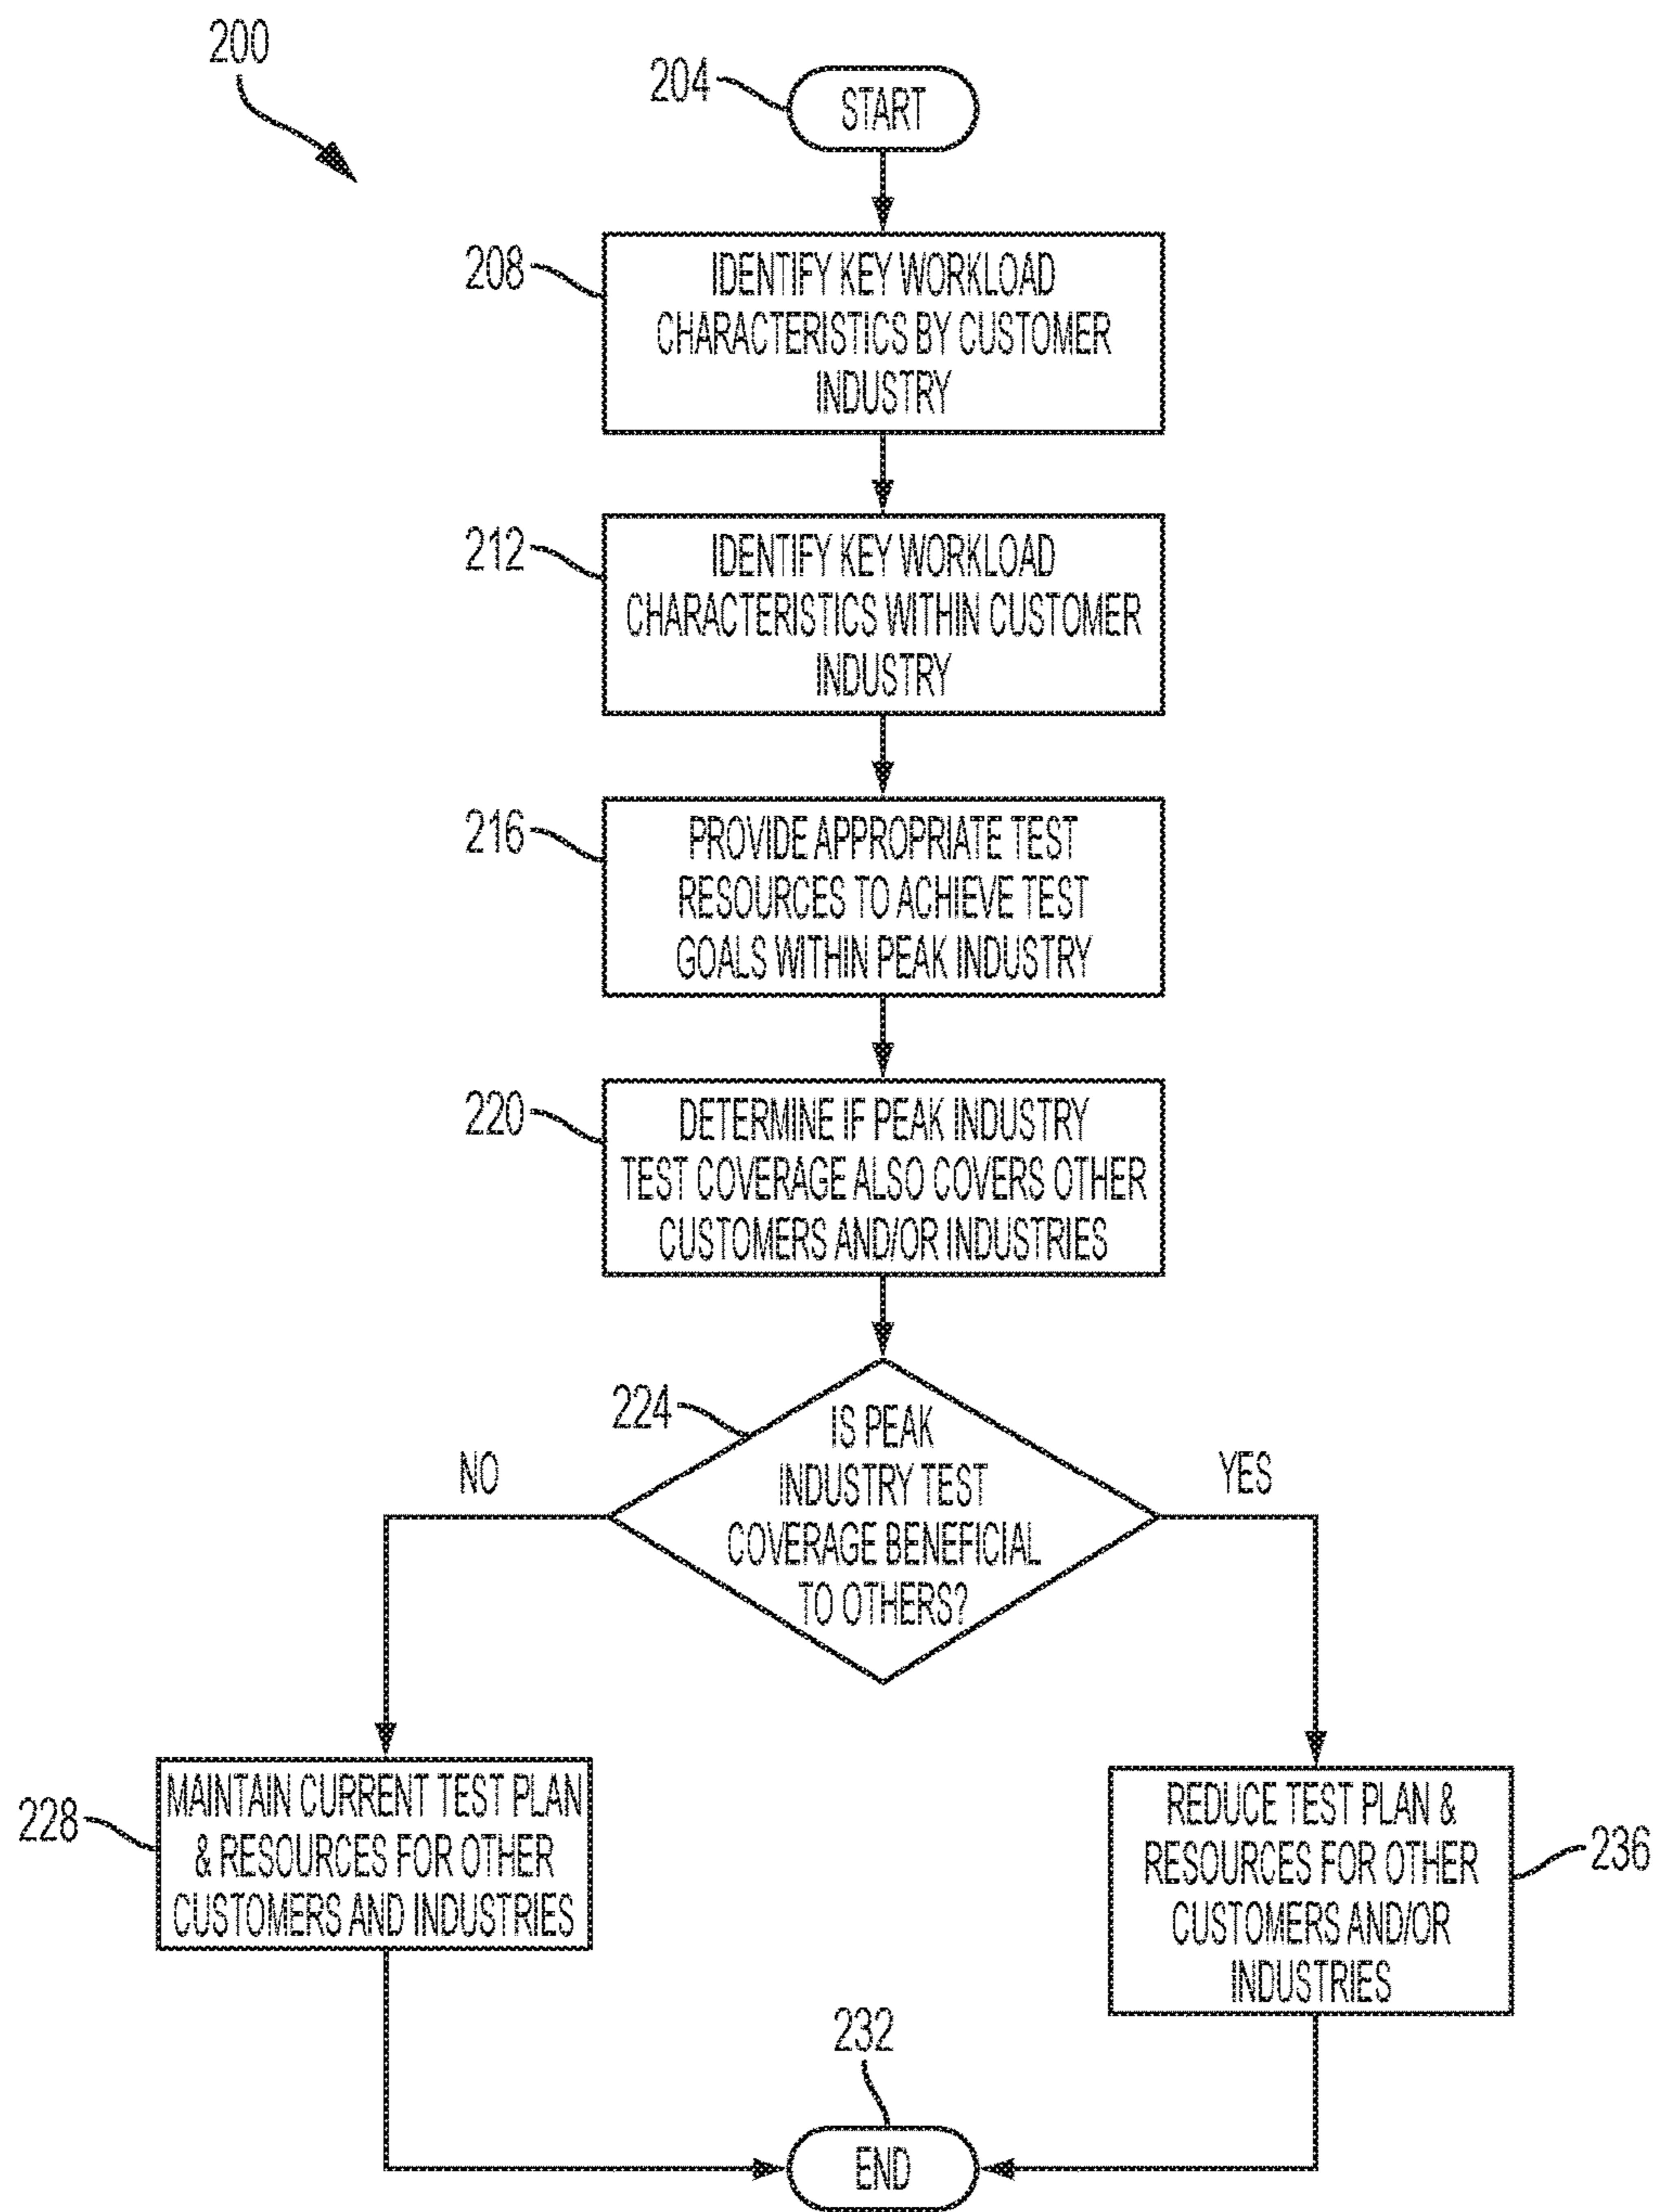 200
204
START
208
IDENTIFY KEY WORKLOAD
CHARACTERISTICS BY CUSTOMER
INDUSTRY
212
IDENTIFY KEY WORKLOAD
CHARACTERISTICS WITHIN CUSTOMER
INDUSTRY
216
PROVIDE APPROPRIATE TEST
RESOURCES TO ACHIEVE TEST
GOALS WITHIN PEAK INDUSTRY
220
DETERMINE IF PEAK INDUSTRY
TEST COVERAGE ALSO COVERS OTHER
CUSTOMERS AND/OR INDUSTRIES
224
IS PEAK
INDUSTRY TEST
COVERAGE BENEFICIAL
TO OTHERS?
NO
YES
228
MAINTAIN CURRENT TEST PLAN
& RESOURCES FOR OTHER
CUSTOMERS AND INDUSTRIES
REDUCE TEST PLAN &
RESOURCES FOR OTHER
CUSTOMERS AND/OR
INDUSTRIES
236
232
END